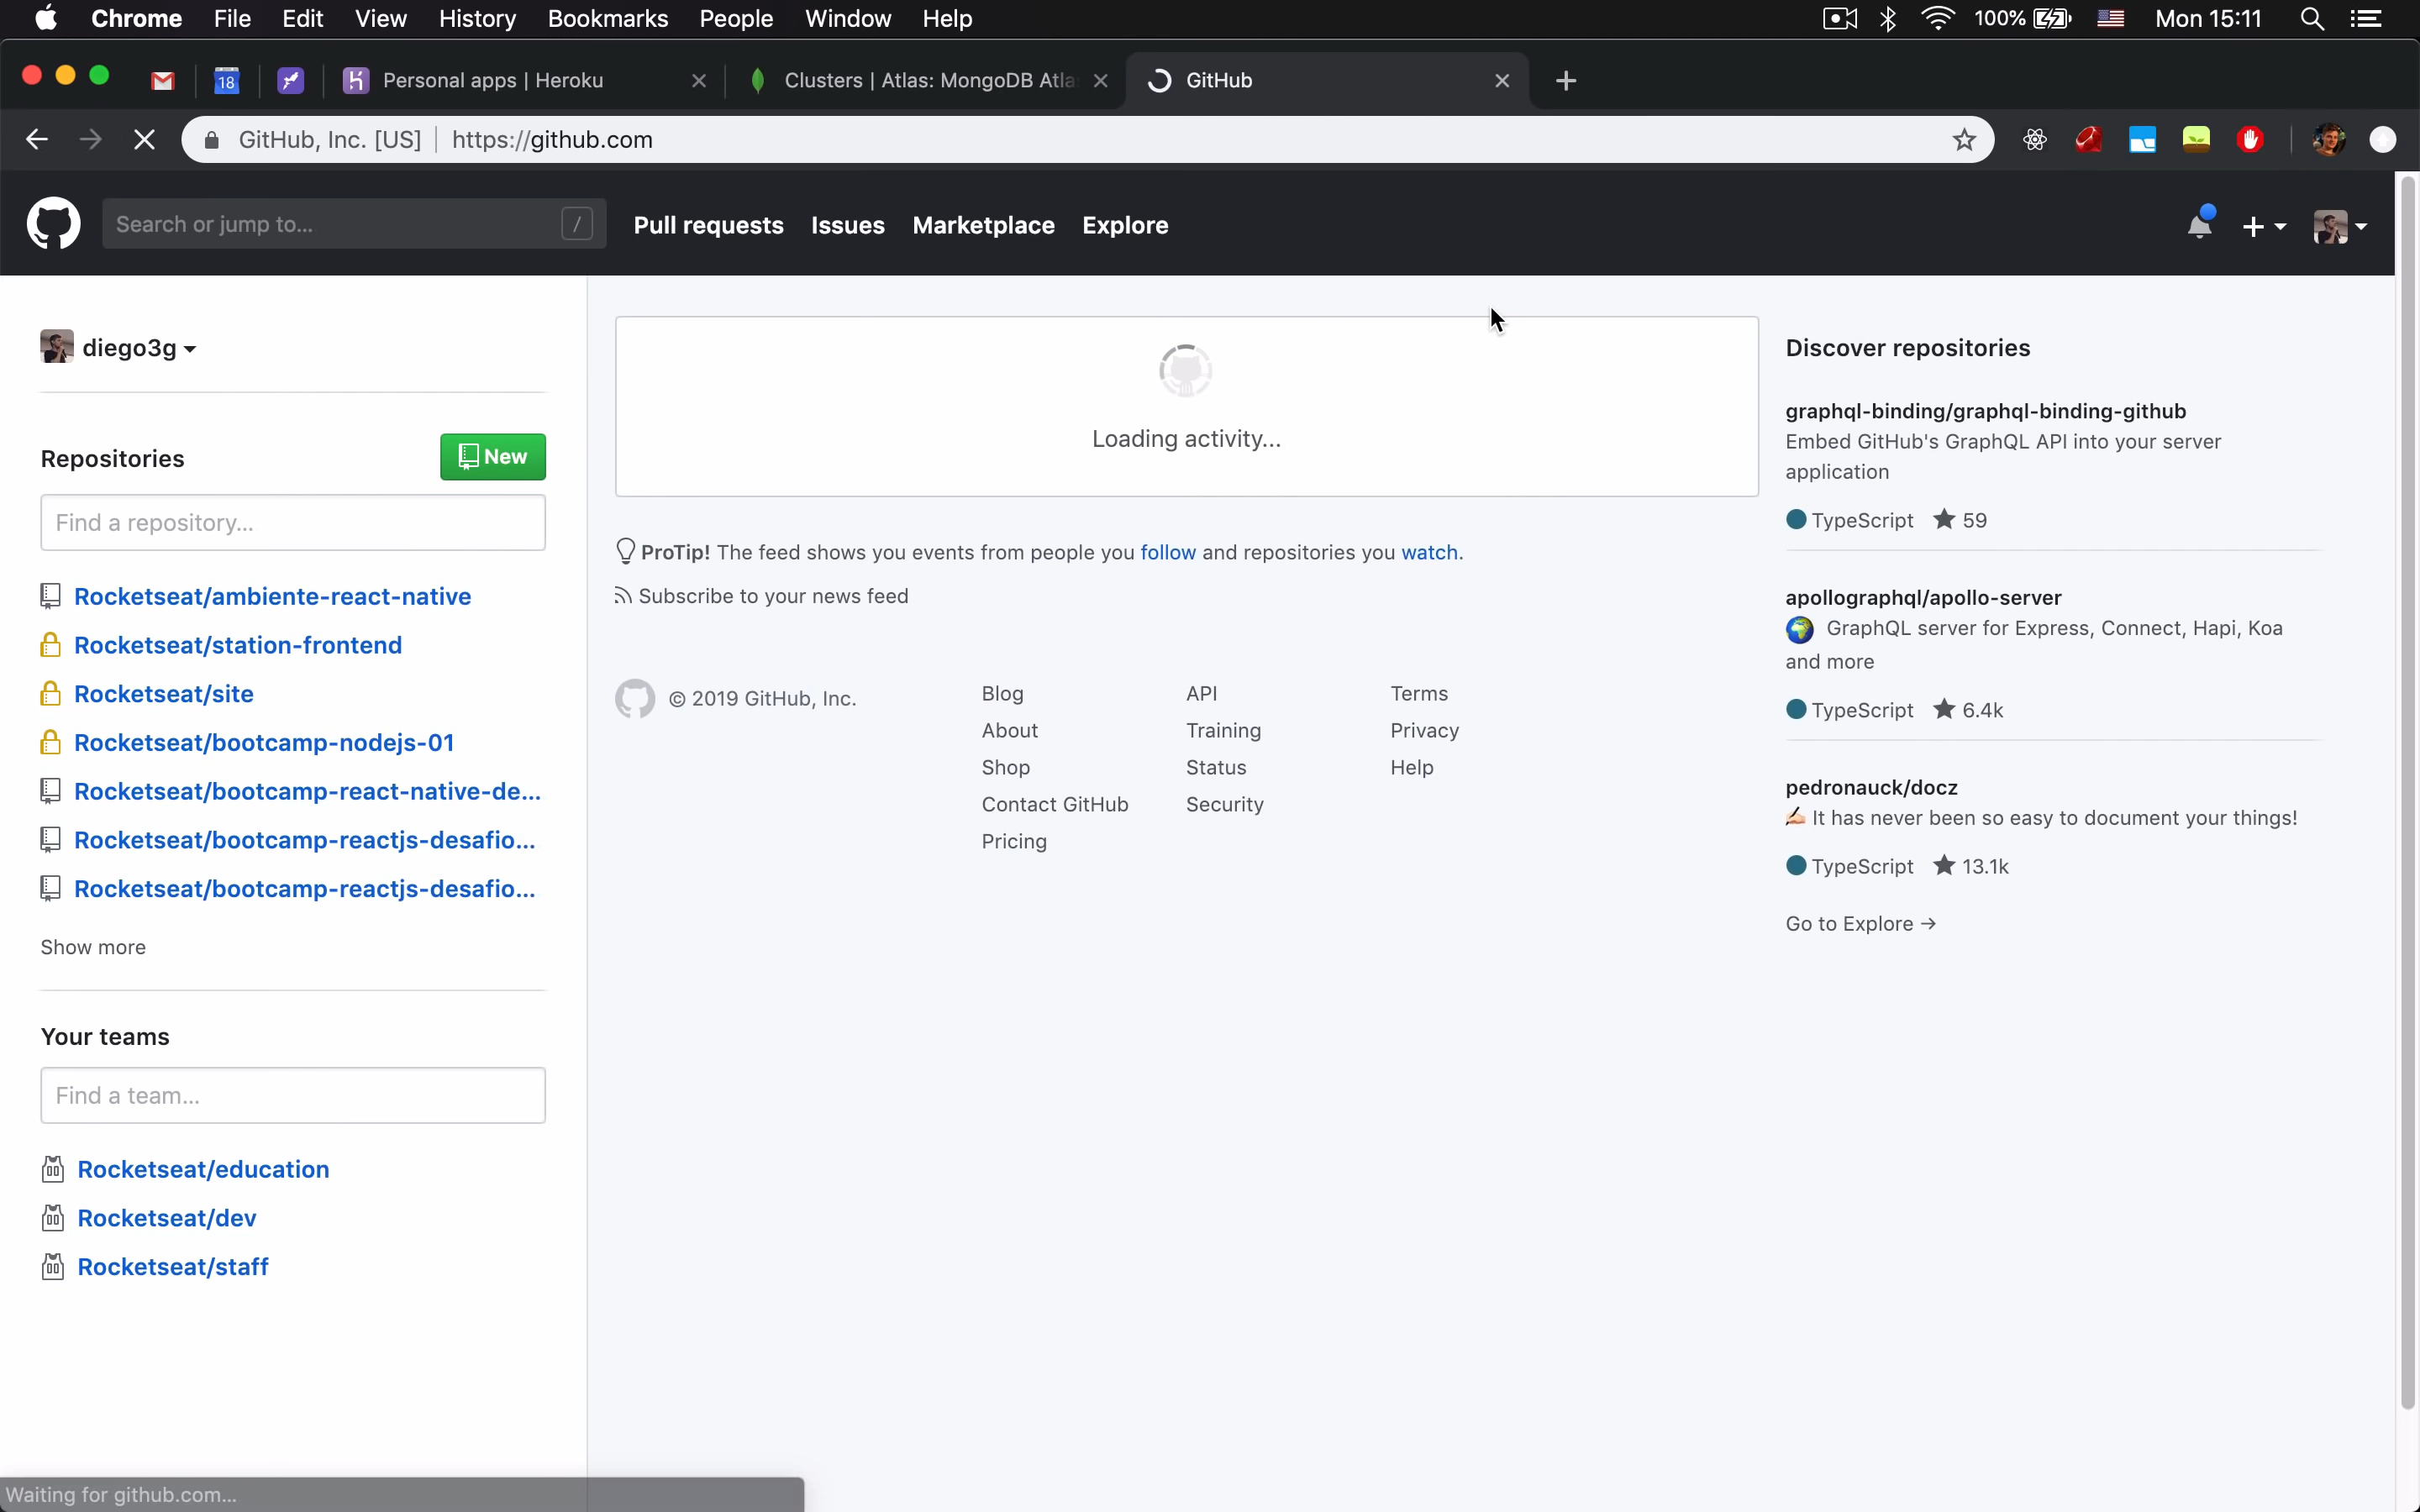 Chrome File Edit View History Bookmarks People Window Help 100% Mon 15:11
18 Personal apps | Heroku Clusters | Atlas: MongoDB Atla GitHub
GitHub, Inc. [US] https://github.com
Search or jump to... / Pull requests Issues Marketplace Explore
diego3g
Repositories New
Find a repository...
Rocketseat/ambiente-react-native
Rocketseat/station-frontend
Rocketseat/site
Rocketseat/bootcamp-nodejs-01
Rocketseat/bootcamp-react-native-de...
Rocketseat/bootcamp-reactjs-desafio...
Rocketseat/bootcamp-reactjs-desafio...
Show more
Your teams
Find a team...
Rocketseat/education
Rocketseat/dev
Rocketseat/staff
Loading activity...
ProTip! The feed shows you events from people you follow and repositories you watch.
Subscribe to your news feed
© 2019 GitHub, Inc.
Blog
About
Shop
Contact GitHub
Pricing
API
Training
Status
Security
Terms
Privacy
Help
Discover repositories
graphql-binding/graphql-binding-github
Embed GitHub's GraphQL API into your server
application
TypeScript 59
apollographql/apollo-server
GraphQL server for Express, Connect, Hapi, Koa
and more
TypeScript 6.4k
pedronauck/docz
It has never been so easy to document your things!
TypeScript 13.1k
Go to Explore →
Waiting for github.com...